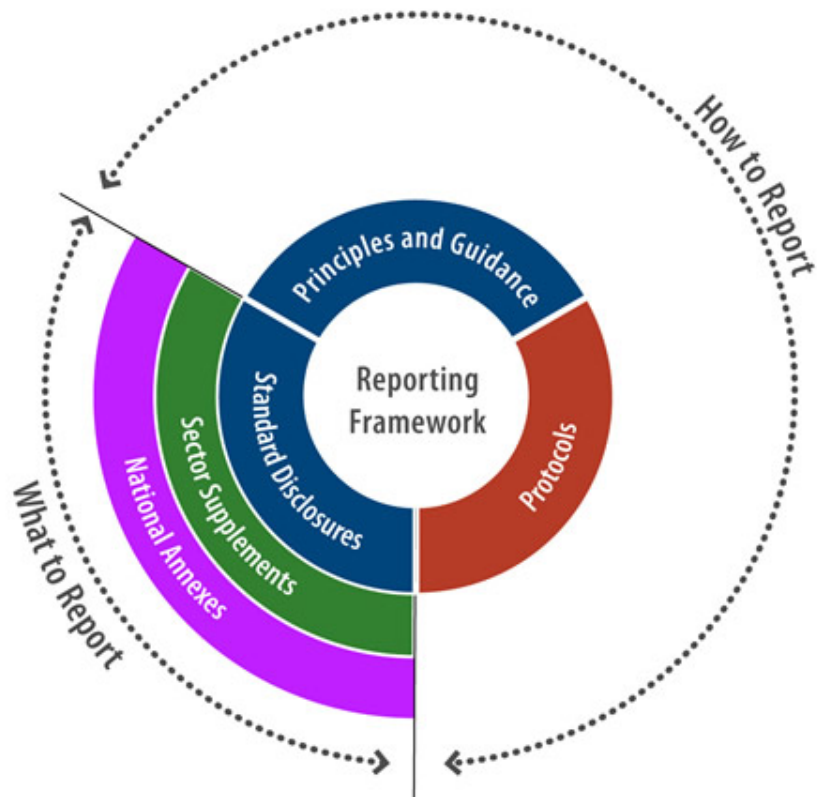 How to Report
Principles and Guidance
Reporting
Framework
Standard Disclosures
Sector Supplements
National Annexes
Protocols
What to Report